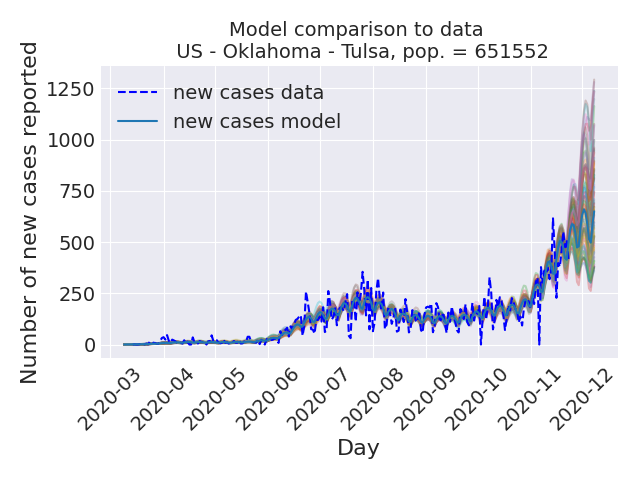 Model comparison to data
US - Oklahoma - Tulsa, pop. = 651552
Number of new cases reported
1250
1000
750
500
250
0
new cases data
new cases model
2020-03
2020-04
2020-05
2020-06
2020-07
2020-08
2020-09
2020-10
2020-11
2020-12
Day